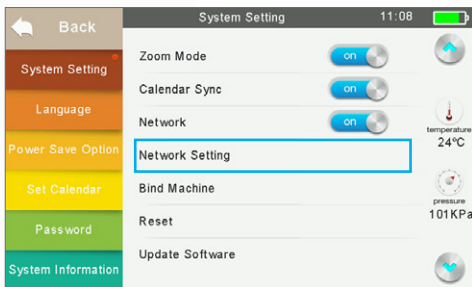 System Setting
11:08
Back
System Setting
Language
Power Save Option
Set Calendar
Password
System Information
Zoom Mode
on
Calendar Sync
on
Network
on
Network Setting
Bind Machine
Reset
Update Software
temperature
24°C
pressure
101KPa